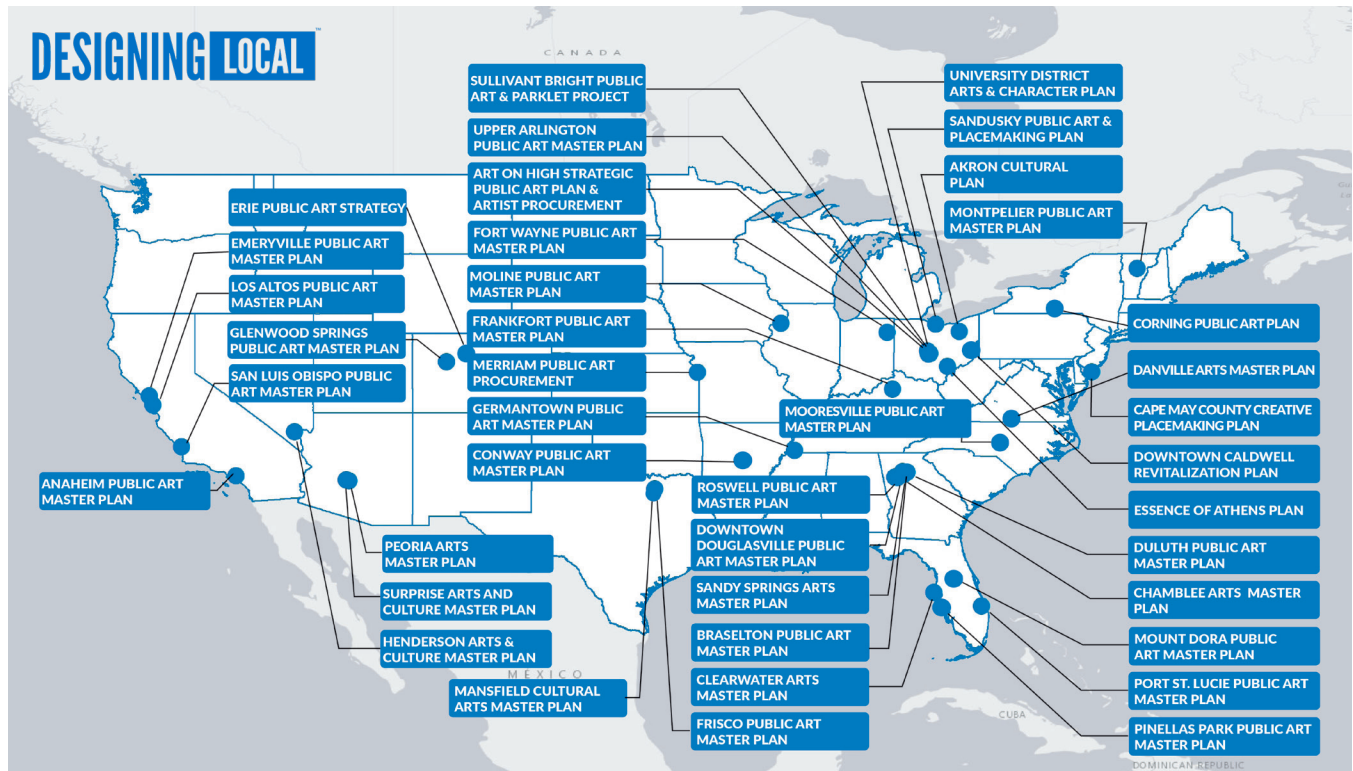 DESIGNING LOCAL™
CANADA
SULLIVANT BRIGHT PUBLIC
ART & PARKLET PROJECT
UPPER ARLINGTON
PUBLIC ART MASTER PLAN
ART ON HIGH STRATEGIC
PUBLIC ART PLAN &
ARTIST PROCUREMENT
FORT WAYNE PUBLIC ART
MASTER PLAN
MOLINE PUBLIC ART
MASTER PLAN
FRANKFORT PUBLIC ART
MASTER PLAN
MERRIAM PUBLIC ART
PROCUREMENT
GERMANTOWN PUBLIC
ART MASTER PLAN
CONWAY PUBLIC ART
MASTER PLAN
ERIE PUBLIC ART STRATEGY
EMERYVILLE PUBLIC ART
MASTER PLAN
LOS ALTOS PUBLIC ART
MASTER PLAN
GLENWOOD SPRINGS
PUBLIC ART MASTER PLAN
SAN LUIS OBISPO PUBLIC
ART MASTER PLAN
ANAHEIM PUBLIC ART
MASTER PLAN
PEORIA ARTS
MASTER PLAN
SURPRISE ARTS AND
CULTURE MASTER PLAN
HENDERSON ARTS &
CULTURE MASTER PLAN
MÉXICO
MANSFIELD CULTURAL
ARTS MASTER PLAN
MOORESVILLE PUBLIC ART
MASTER PLAN
ROSWELL PUBLIC ART
MASTER PLAN
DOWNTOWN
DOUGLASVILLE PUBLIC
ART MASTER PLAN
SANDY SPRINGS ARTS
MASTER PLAN
BRASELTON PUBLIC ART
MASTER PLAN
CLEARWATER ARTS
MASTER PLAN
FRISCO PUBLIC ART
MASTER PLAN
UNIVERSITY DISTRICT
ARTS & CHARACTER PLAN
SANDUSKY PUBLIC ART &
PLACEMAKING PLAN
AKRON CULTURAL
PLAN
MONTPELIER PUBLIC ART
MASTER PLAN
CORNING PUBLIC ART PLAN
DANVILLE ARTS MASTER PLAN
CAPE MAY COUNTY CREATIVE
PLACEMAKING PLAN
DOWNTOWN CALDWELL
REVITALIZATION PLAN
ESSENCE OF ATHENS PLAN
DULUTH PUBLIC ART
MASTER PLAN
CHAMBLEE ARTS MASTER
PLAN
MOUNT DORA PUBLIC
ART MASTER PLAN
PORT ST. LUCIE PUBLIC ART
MASTER PLAN
PINELLAS PARK PUBLIC ART
MASTER PLAN
CUBA
DOMINICAN REPUBLIC